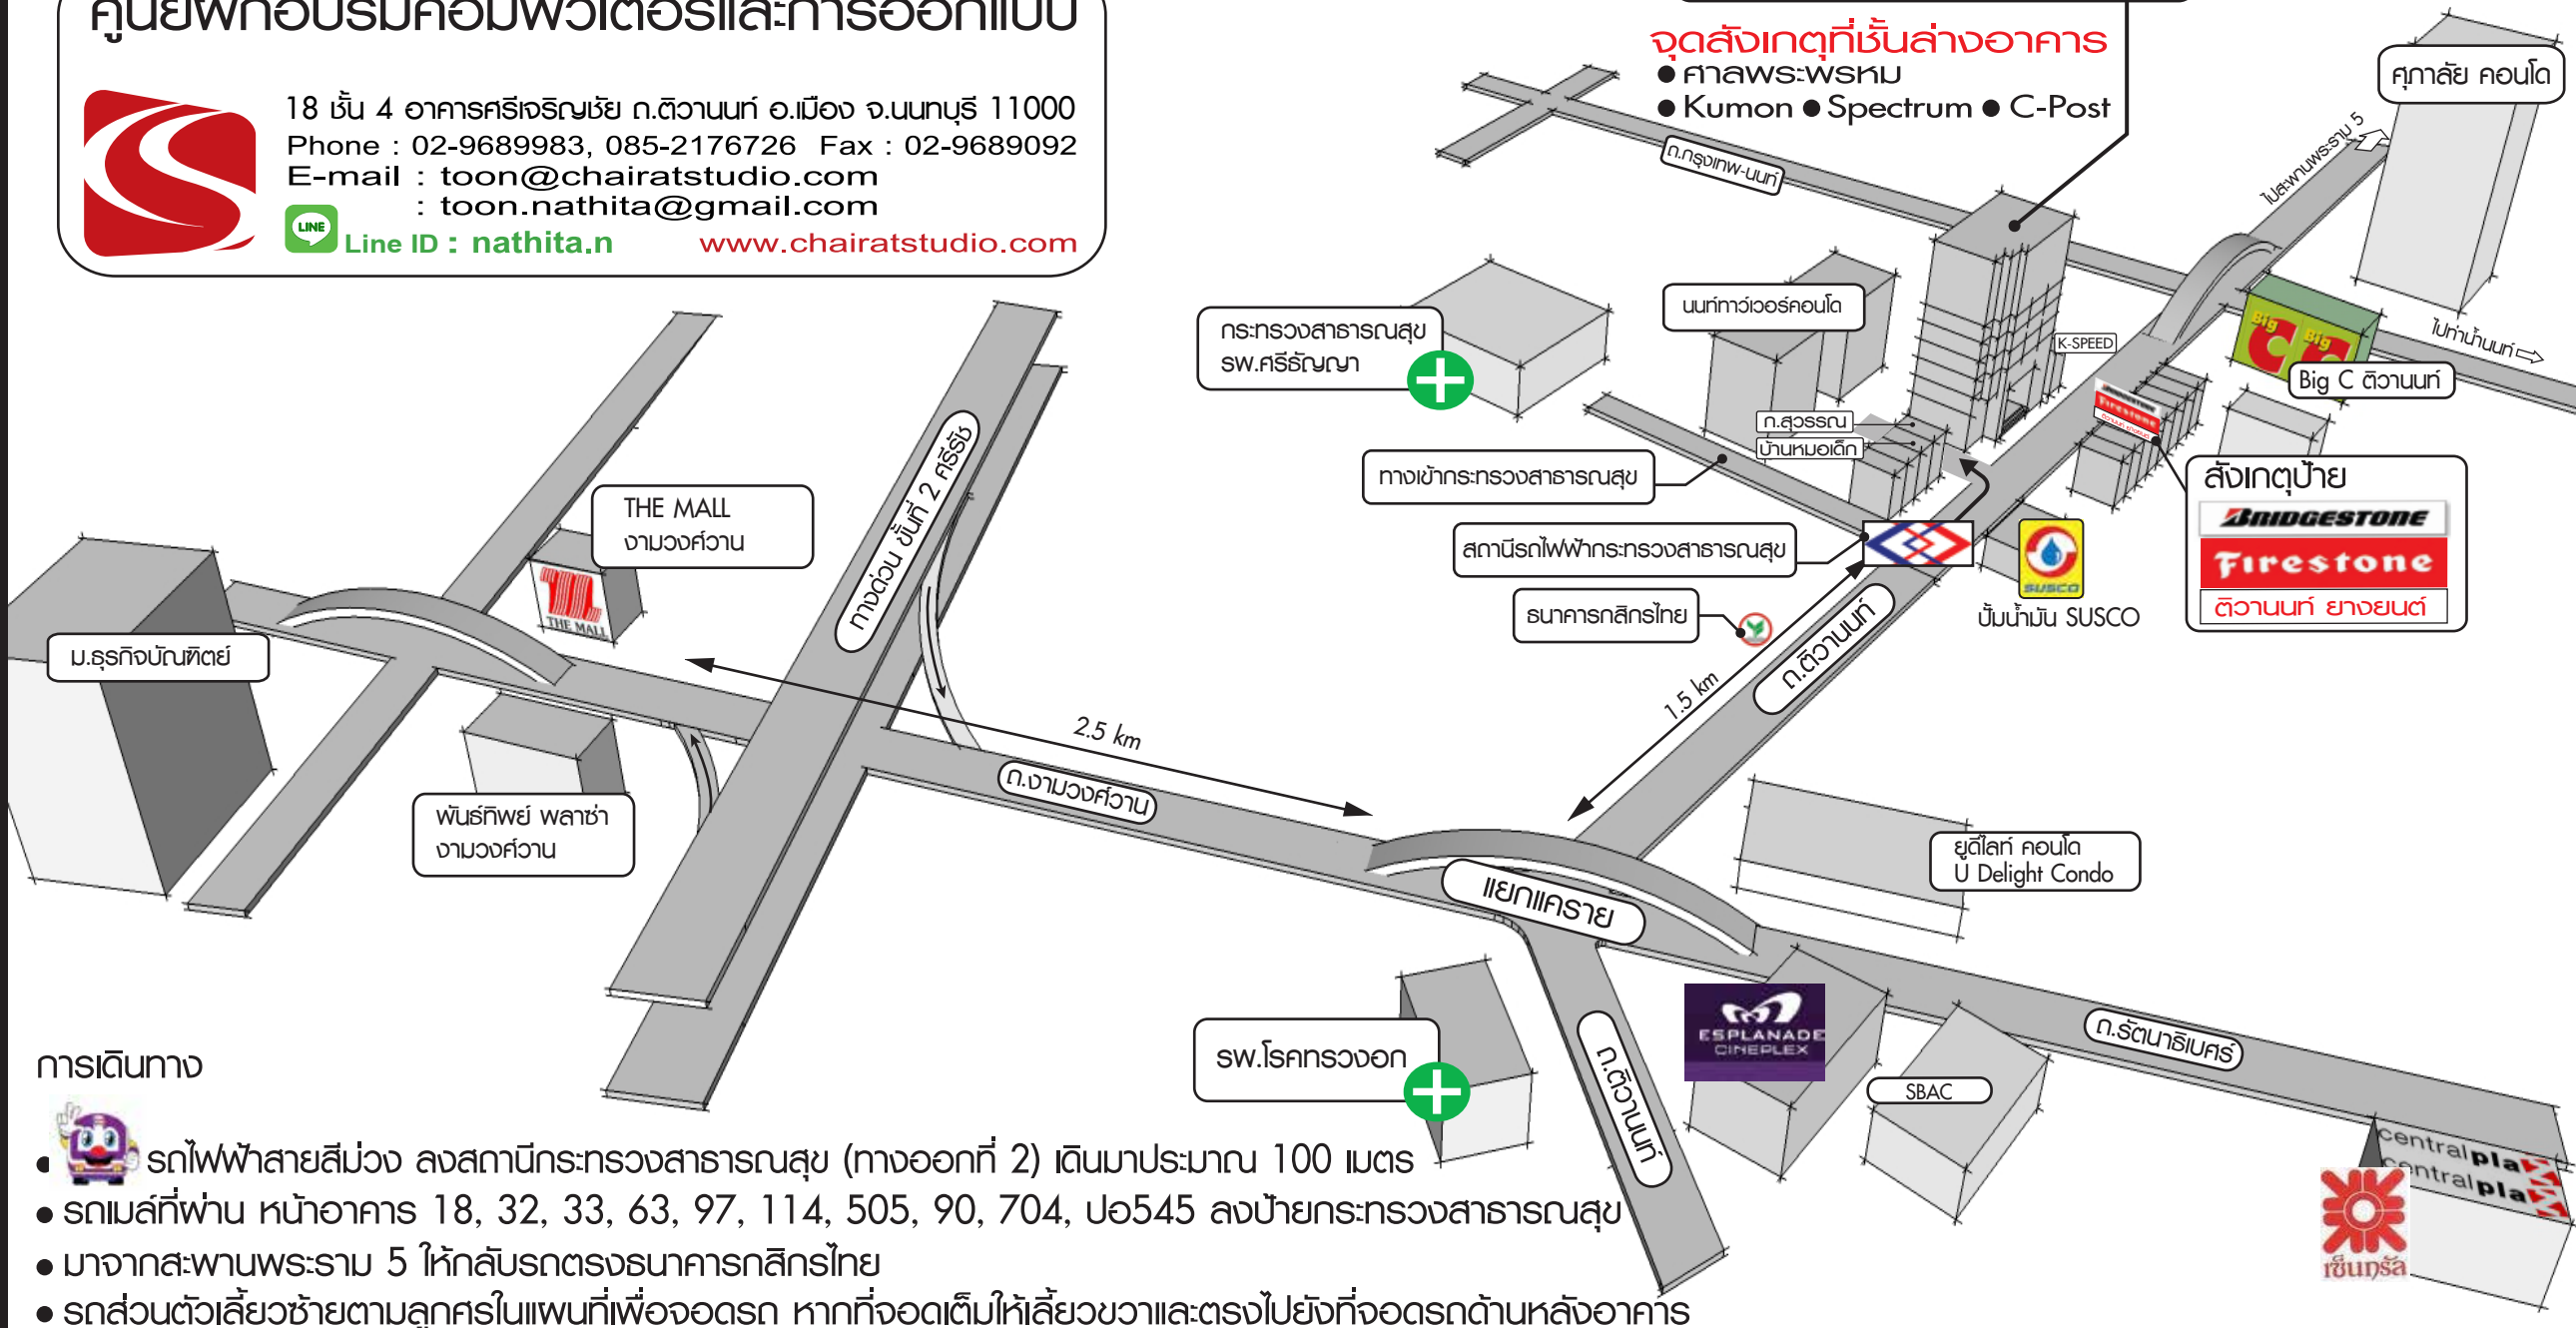 ศูนย์ฝึกอบรมคอมพิวเตอร์และการออกแบบ
18 ชั้น 4 อาคารศรีเจริญชัย ถ.ติวานนท์ อ.เมือง จ.นนทบุรี 11000
Phone : 02-9689983, 085-2176726 Fax : 02-9689092
E-mail : toon@chairatstudio.com
: toon.nathita@gmail.com
LINE
Line ID : nathita.n www.chairatstudio.com
จุดสังเกตุที่ชั้นล่างอาคาร
● ศาลพระพรหม
● Kumon ● Spectrum ● C-Post
ศุภาลัย คอนโด
ไปสะพานพระราม 5
ถ.กรุงเทพ-นนท์
กระทรวงสาธารณสุข
รพ.ศรีธัญญา
นนท์ทาว์เวอร์คอนโด
K-SPEED
Big C Big C
ไปท่าน้ำนนท์
Big C ติวานนท์
BRIDGESTONE
Firestone
ติวานนท์ ยางยนต์
ก.สุวรรณ
บ้านหมอเด็ก
ทางเข้ากระทรวงสาธารณสุข
สังเกตุป้าย
BRIDGESTONE
Firestone
ติวานนท์ ยางยนต์
สถานีรถไฟฟ้ากระทรวงสาธารณสุข
SUSCO
ปั้มน้ำมัน SUSCO
ธนาคารกสิกรไทย
ถ.ติวานนท์
1.5 km
ทางด่วน ขั้นที่ 2 ศรีรัช
THE MALL
งามวงศ์วาน
THE MALL
ม.ธุรกิจบัณฑิตย์
2.5 km
ถ.งามวงศ์วาน
พันธ์ทิพย์ พลาซ่า
งามวงศ์วาน
แยกแคราย
ยูดีไลท์ คอนโด
U Delight Condo
รพ.โรคทรวงอก
ถ.ติวานนท์
ESPLANADE
CINEPLEX
SBAC
ถ.รัตนาธิเบศร์
centralplaza
centralplaza
เซ็นทรัล
การเดินทาง
● รถไฟฟ้าสายสีม่วง ลงสถานีกระทรวงสาธารณสุข (ทางออกที่ 2) เดินมาประมาณ 100 เมตร
● รถเมล์ที่ผ่าน หน้าอาคาร 18, 32, 33, 63, 97, 114, 505, 90, 704, ปอ545 ลงป้ายกระทรวงสาธารณสุข
● มาจากสะพานพระราม 5 ให้กลับรถตรงธนาคารกสิกรไทย
● รถส่วนตัวเลี้ยวซ้ายตามลูกศรในแผนที่เพื่อจอดรถ หากที่จอดเต็มให้เลี้ยวขวาและตรงไปยังที่จอดรถด้านหลังอาคาร